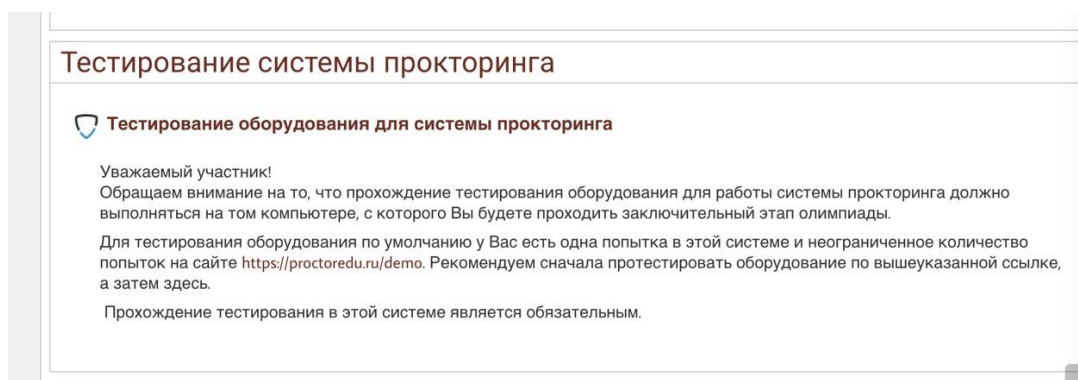 Тестирование системы прокторинга
Тестирование оборудования для системы прокторинга
Уважаемый участник!
Обращаем внимание на то, что прохождение тестирования оборудования для работы системы прокторинга должно
выполняться на том компьютере, с которого Вы будете проходить заключительный этап олимпиады.
Для тестирования оборудования по умолчанию у Вас есть одна попытка в этой системе и неограниченное количество
попыток на сайте https://proctoredu.ru/demo. Рекомендуем сначала протестировать оборудование по вышеуказанной ссылке,
а затем здесь.
Прохождение тестирования в этой системе является обязательным.